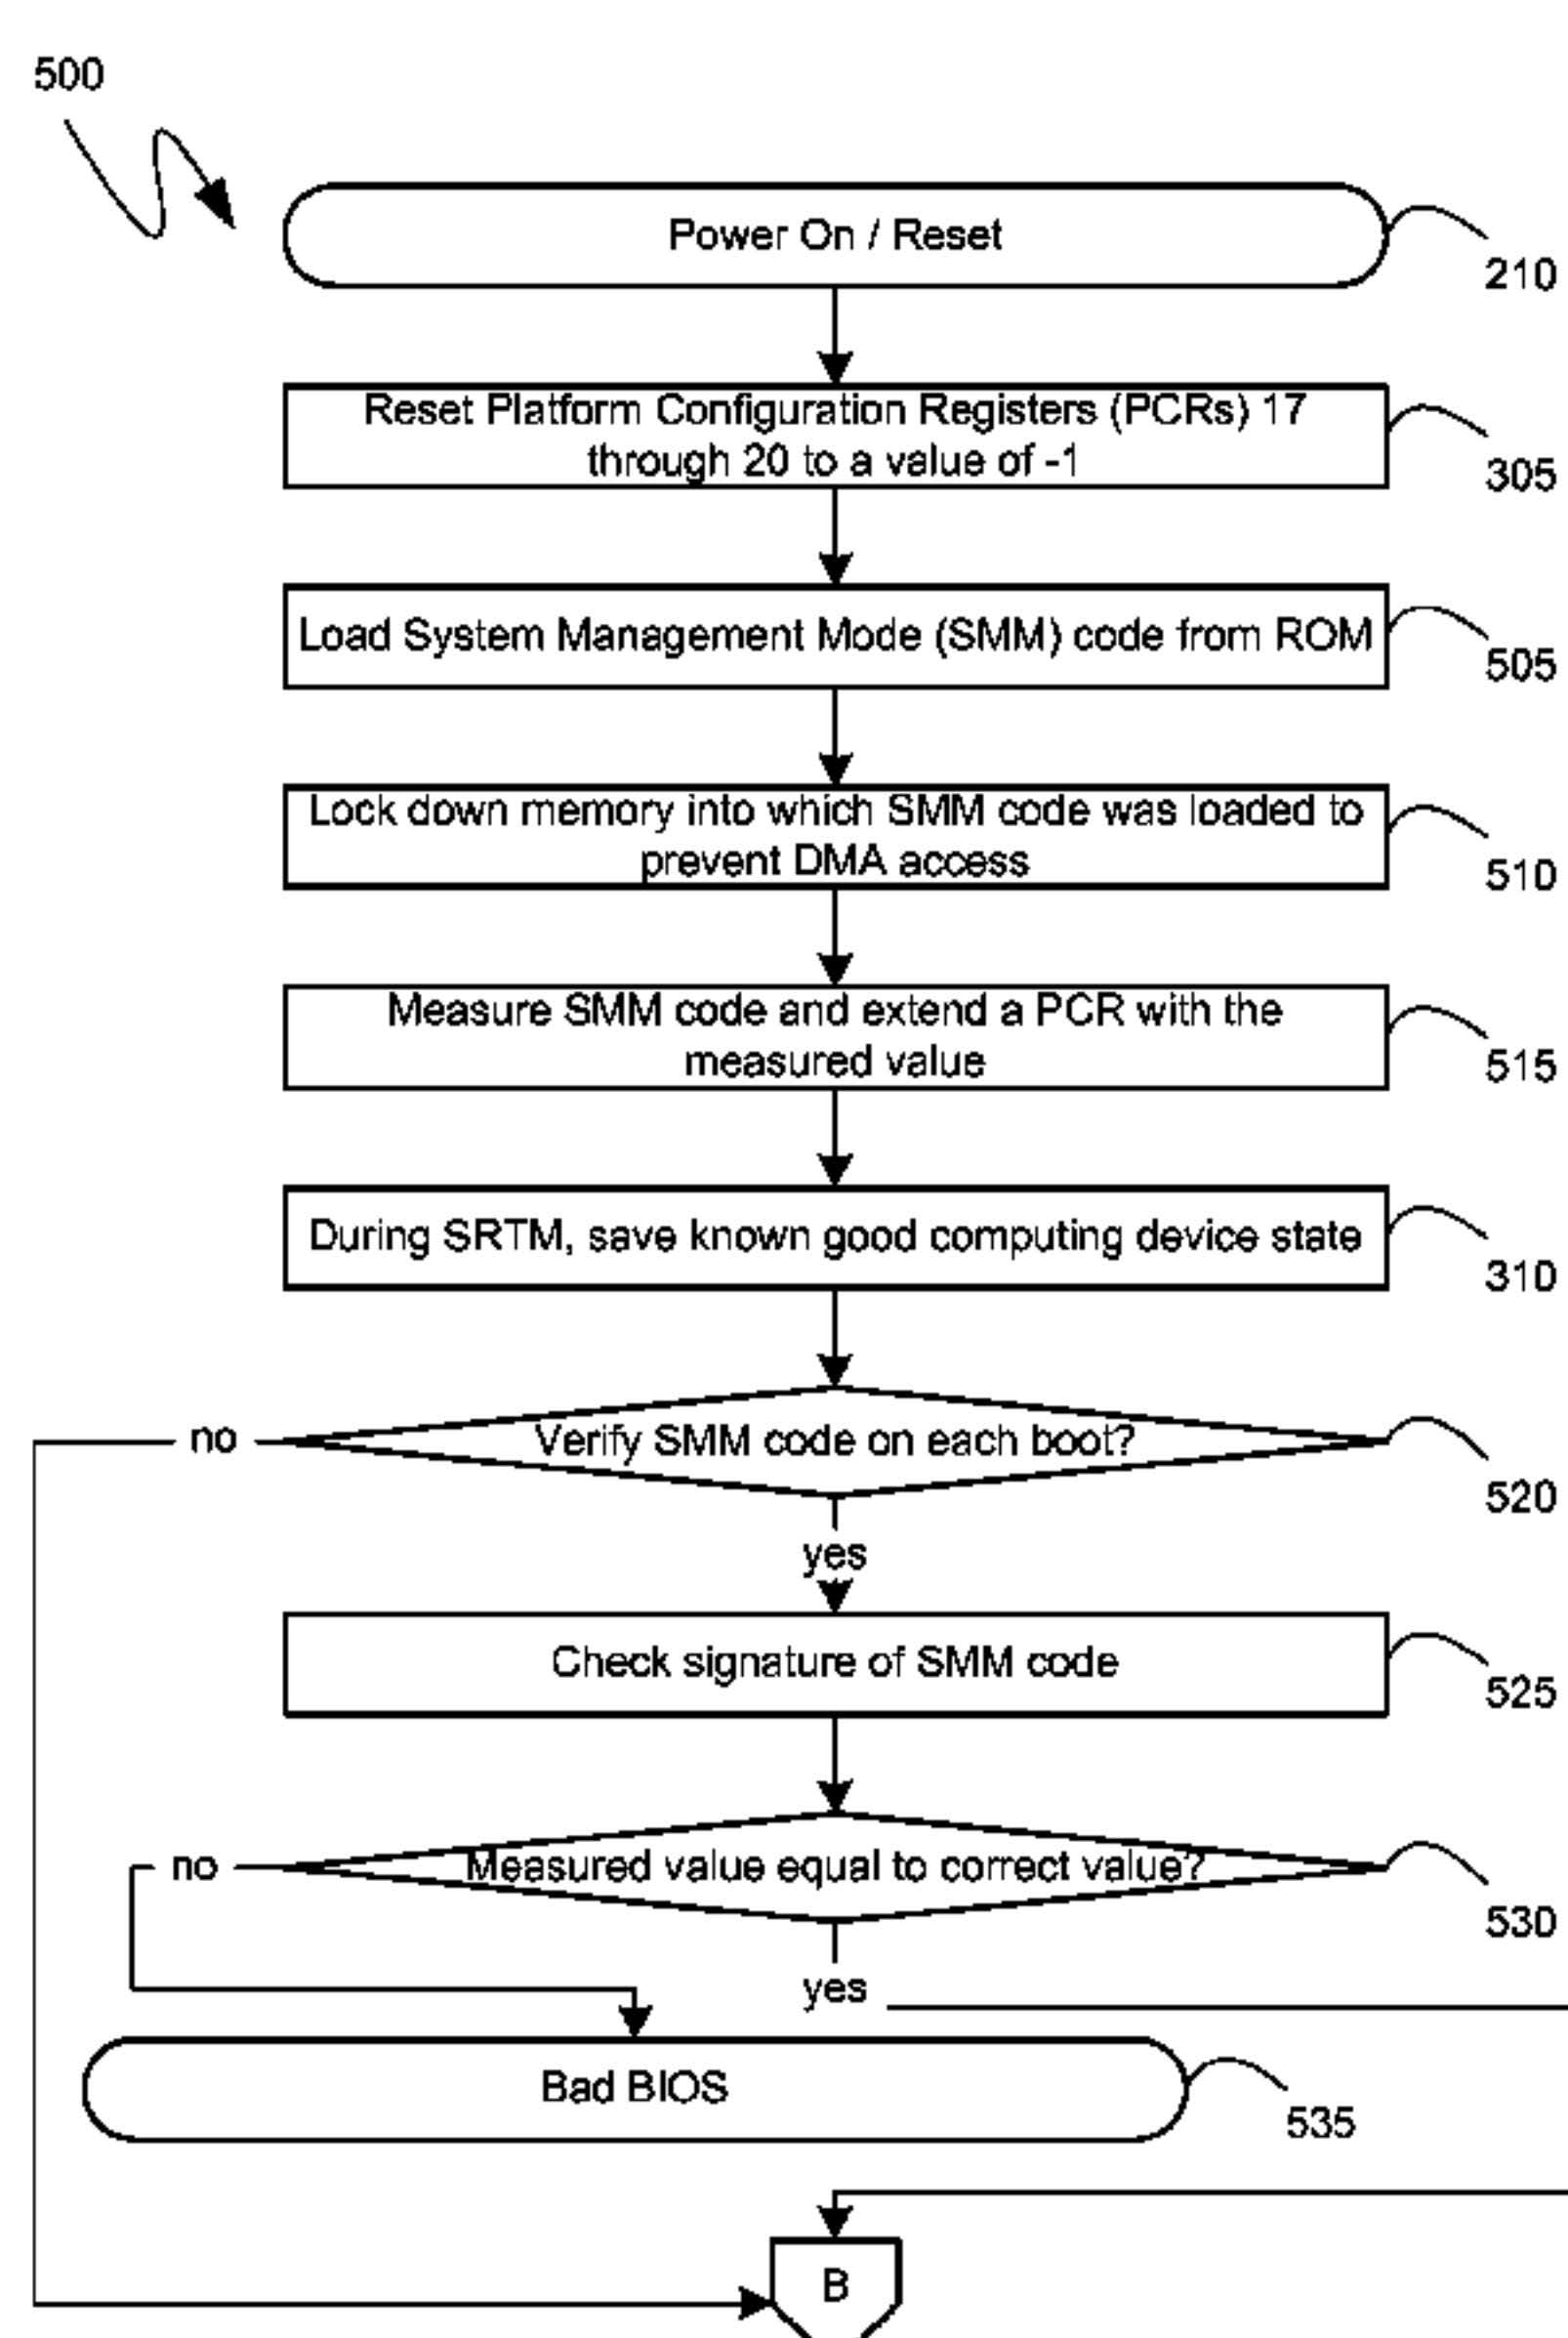 500
Power On / Reset
210
Reset Platform Configuration Registers (PCRs) 17
through 20 to a value of -1
305
Load System Management Mode (SMM) code from ROM
505
Lock down memory into which SMM code was loaded to
prevent DMA access
510
Measure SMM code and extend a PCR with the
measured value
515
During SRTM, save known good computing device state
310
no
Verify SMM code on each boot?
520
yes
Check signature of SMM code
525
no
Measured value equal to correct value?
530
yes
Bad BIOS
535
B